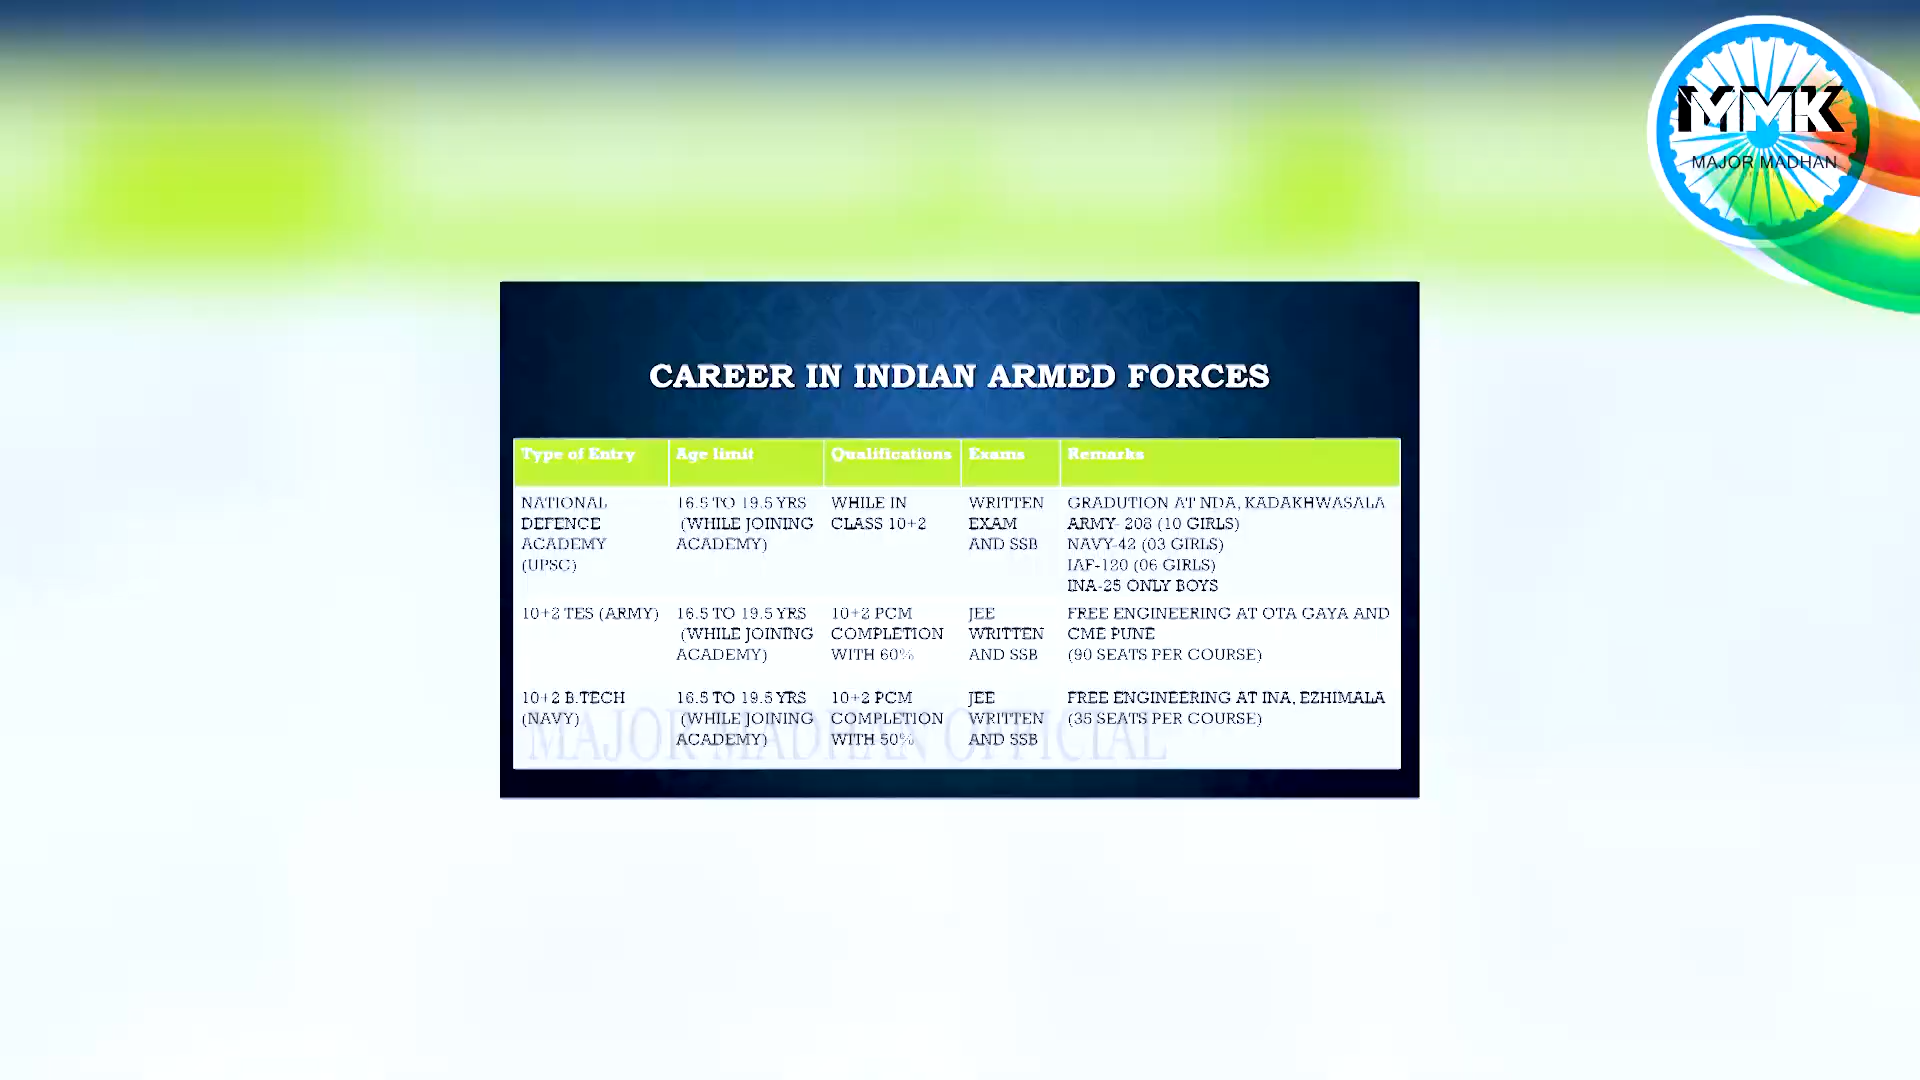 MMK
MAJOR MADHAN
CAREER IN INDIAN ARMED FORCES
Type of Entry Age limit Qualifications Exams Remarks
NATIONAL DEFENCE ACADEMY (UPSC)
16.5 TO 19.5 YRS (WHILE JOINING ACADEMY)
WHILE IN CLASS 10+2
WRITTEN EXAM AND SSB
GRADUTION AT NDA, KADAKHWASALA
ARMY- 208 (10 GIRLS)
NAVY-42 (03 GIRLS)
IAF-120 (06 GIRLS)
INA-25 ONLY BOYS
10+2 TES (ARMY)
16.5 TO 19.5 YRS (WHILE JOINING ACADEMY)
10+2 PCM COMPLETION WITH 60%
JEE WRITTEN AND SSB
FREE ENGINEERING AT OTA GAYA AND CME PUNE
(90 SEATS PER COURSE)
10+2 B.TECH (NAVY)
16.5 TO 19.5 YRS (WHILE JOINING ACADEMY)
10+2 PCM COMPLETION WITH 50%
JEE WRITTEN AND SSB
FREE ENGINEERING AT INA, EZHIMALA
(35 SEATS PER COURSE)
MAJOR MADHAN OFFICIAL